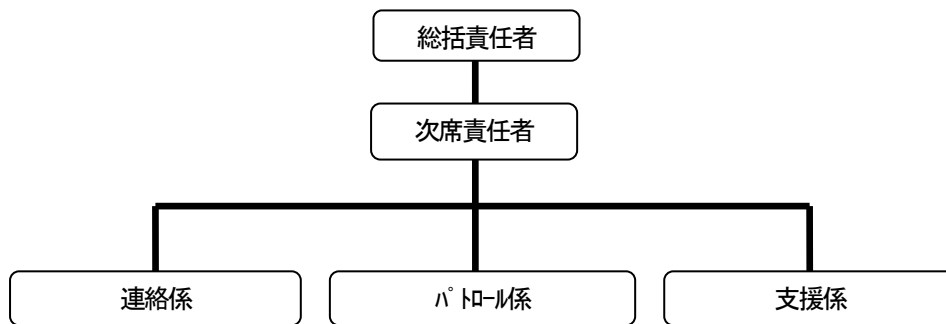 総括責任者
次席責任者
連絡係
ﾊﾟﾄﾛｰﾙ係
支援係